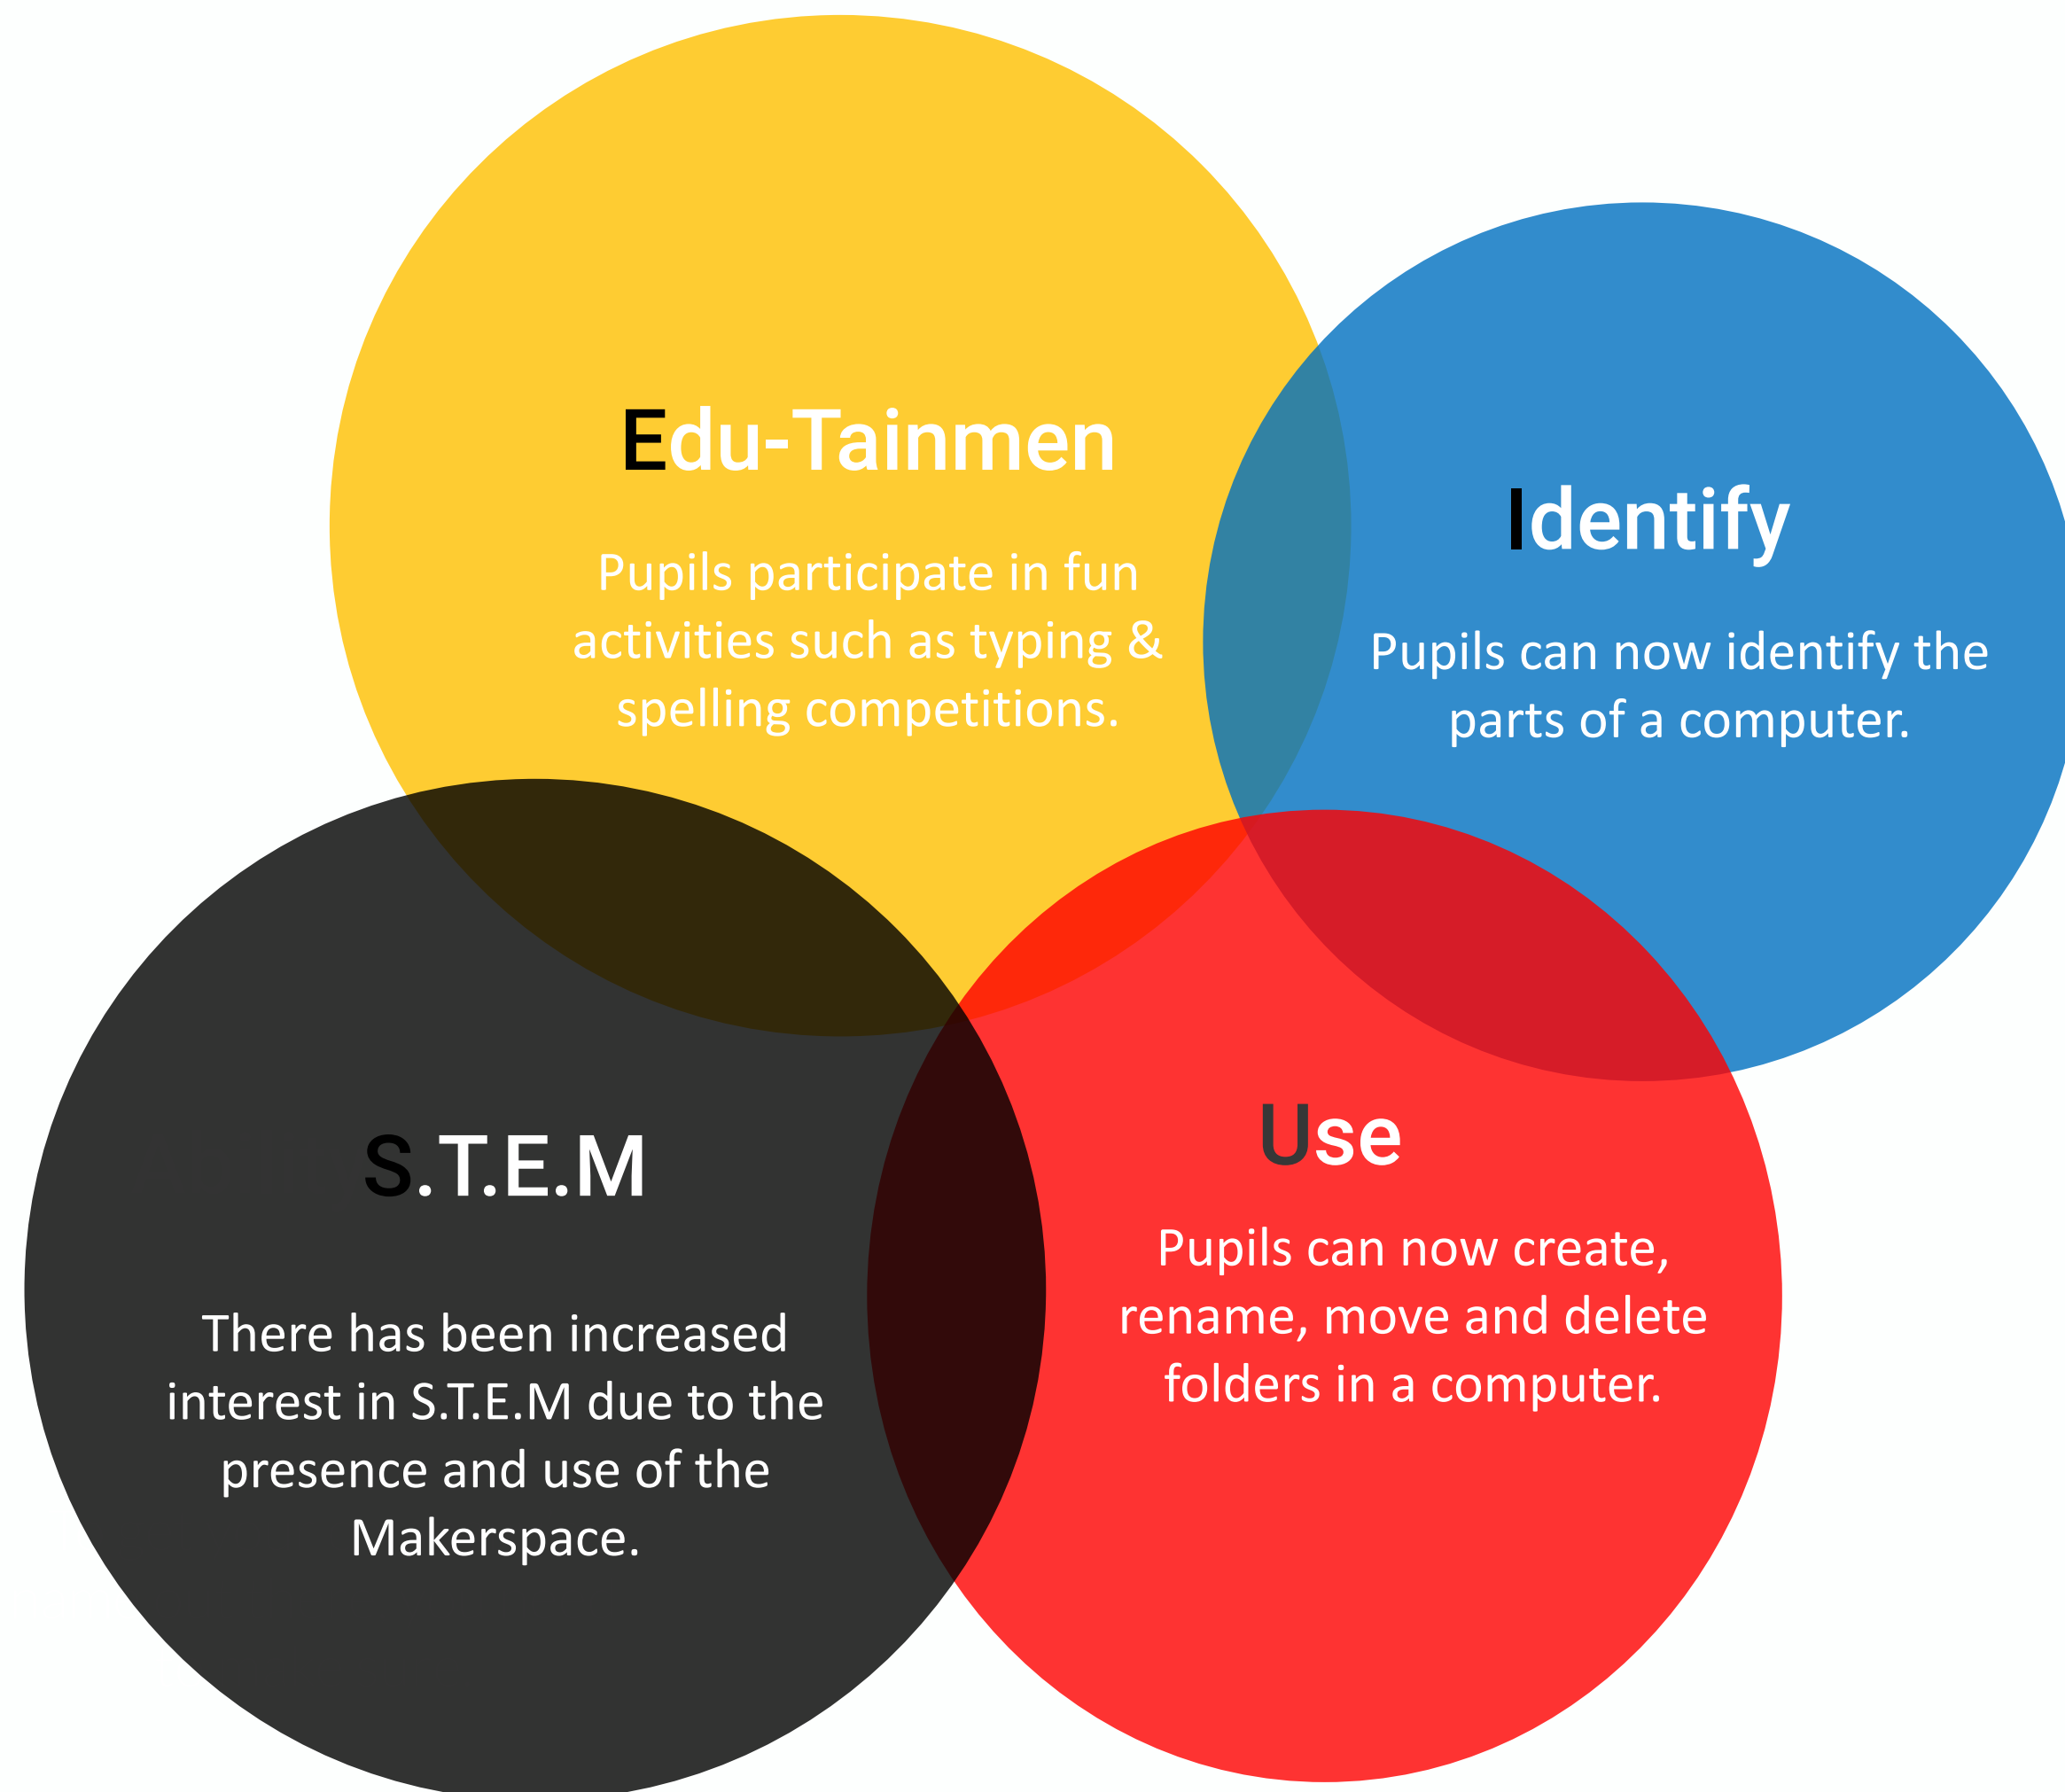 Edu-Tainmen
Pupils participate in fun
activities such as typing &
spelling competitions.
Identify
Pupils can now identify the
parts of a computer.
S.T.E.M
There has been increased
interest in S.T.E.M due to the
presence and use of the
Makerspace.
Use
Pupils can now create,
rename, move and delete
folders in a computer.